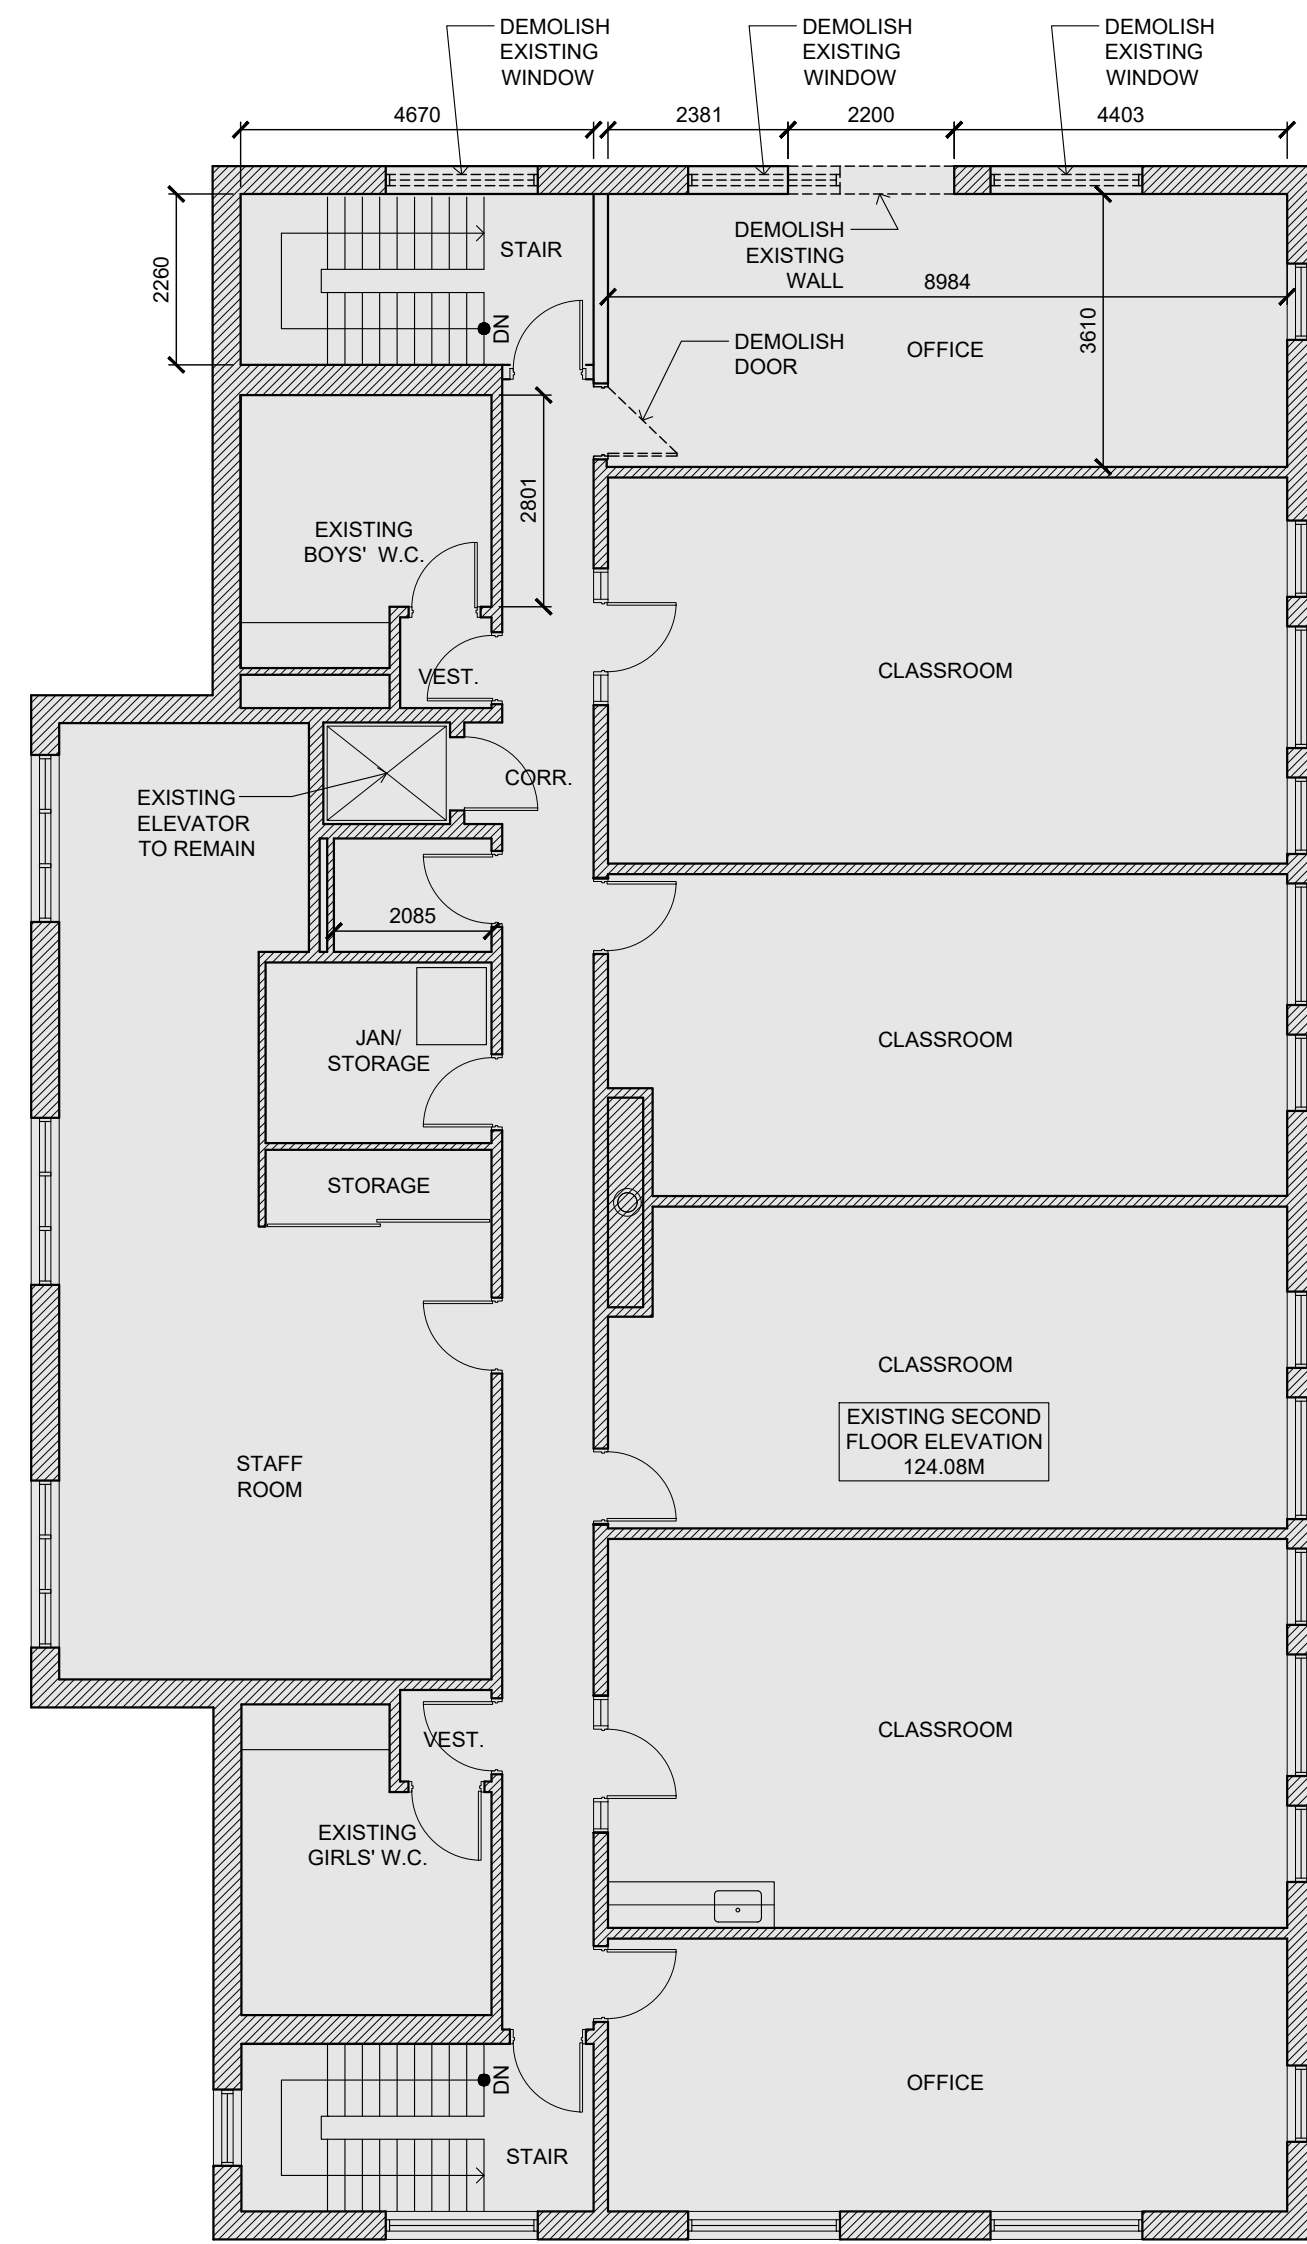 DEMOLISH
EXISTING
WINDOW
DEMOLISH
EXISTING
WINDOW
DEMOLISH
EXISTING
WINDOW
4670
2381
2200
4403
2260
STAIR
DN
DEMOLISH
EXISTING
WALL
8984
3610
OFFICE
DEMOLISH
DOOR
2801
EXISTING
BOYS' W.C.
VEST.
CLASSROOM
CORR.
EXISTING
ELEVATOR
TO REMAIN
2085
JAN/
STORAGE
CLASSROOM
STORAGE
CLASSROOM
EXISTING SECOND
FLOOR ELEVATION
124.08M
STAFF
ROOM
VEST.
CLASSROOM
EXISTING
GIRLS' W.C.
DN
OFFICE
STAIR